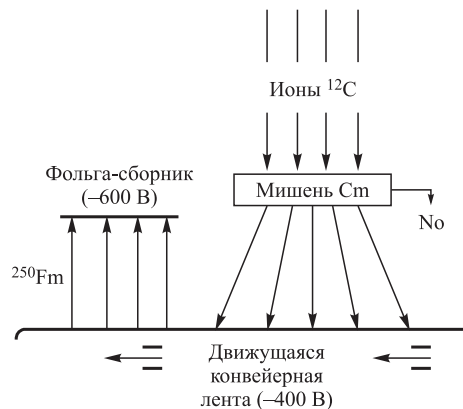 Ионы ¹²C
Фольга-сборник
(–600 В)
Мишень Cm
No
²⁵⁰Fm
Движущаяся
конвейерная
лента (–400 В)